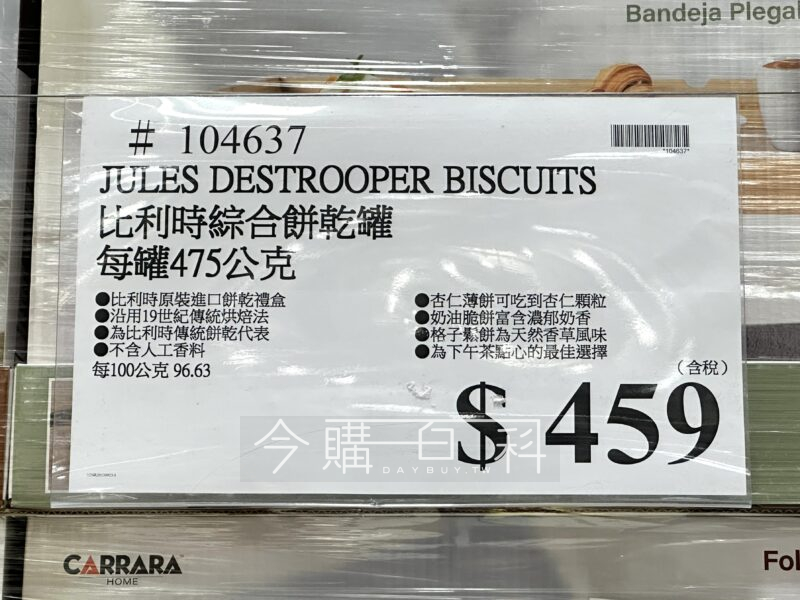 Bandeja Plegal
# 104637
*104637*
JULES DESTROOPER BISCUITS
比利時綜合餅乾罐
每罐475公克
●比利時原裝進口餅乾禮盒
●沿用19世紀傳統烘焙法
●為比利時傳統餅乾代表
●不含人工香料
每100公克 96.63
●杏仁薄餅可吃到杏仁顆粒
●奶油脆餅富含濃郁奶香
●格子鬆餅為天然香草風味
●為下午茶點心的最佳選擇
(含稅)
$ 459
今購百科
DAYBUY.TW
CARRARA
HOME
Fol